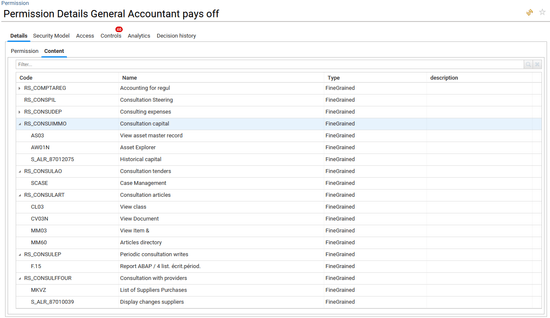 Permission
Permission Details General Accountant pays off
Details Security Model Access Controls Analytics Decision history
Permission Content
Filter...
Code Name Type description
RS_COMPTAREG Accounting for regul FineGrained
RS_CONSPIL Consultation Steering FineGrained
RS_CONSUDEP Consulting expenses FineGrained
RS_CONSUIMMO Consultation capital FineGrained
AS03 View asset master record FineGrained
AW01N Asset Explorer FineGrained
S_ALR_87012075 Historical capital FineGrained
RS_CONSULAO Consultation tenders FineGrained
SCASE Case Management FineGrained
RS_CONSULART Consultation articles FineGrained
CL03 View class FineGrained
CV03N View Document FineGrained
MM03 View Item & FineGrained
MM60 Articles directory FineGrained
RS_CONSULEP Periodic consultation writes FineGrained
F.15 Report ABAP / 4 list. écrit.périod. FineGrained
RS_CONSULFFOUR Consultation with providers FineGrained
MKVZ List of Suppliers Purchases FineGrained
S_ALR_87010039 Display changes suppliers FineGrained